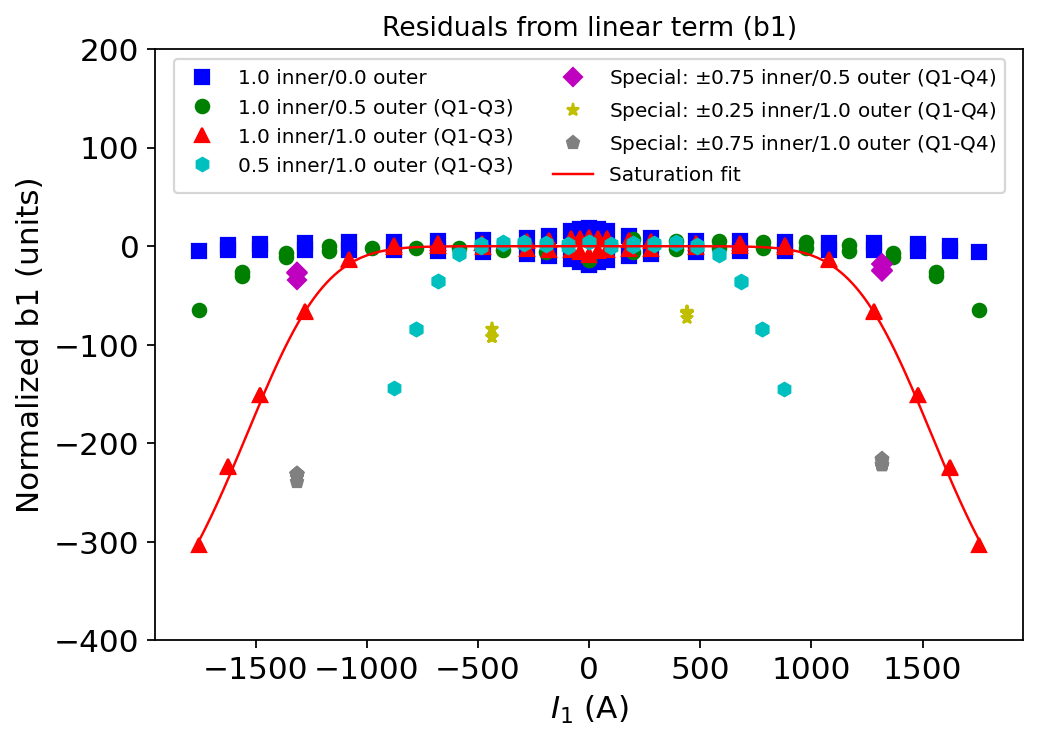 Residuals from linear term (b1)
1.0 inner/0.0 outer
1.0 inner/0.5 outer (Q1-Q3)
1.0 inner/1.0 outer (Q1-Q3)
0.5 inner/1.0 outer (Q1-Q3)
Special: ±0.75 inner/0.5 outer (Q1-Q4)
Special: ±0.25 inner/1.0 outer (Q1-Q4)
Special: ±0.75 inner/1.0 outer (Q1-Q4)
Saturation fit
Normalized b1 (units)
200
100
0
−100
−200
−300
−400
−1500 −1000 −500 0 500 1000 1500
I₁ (A)